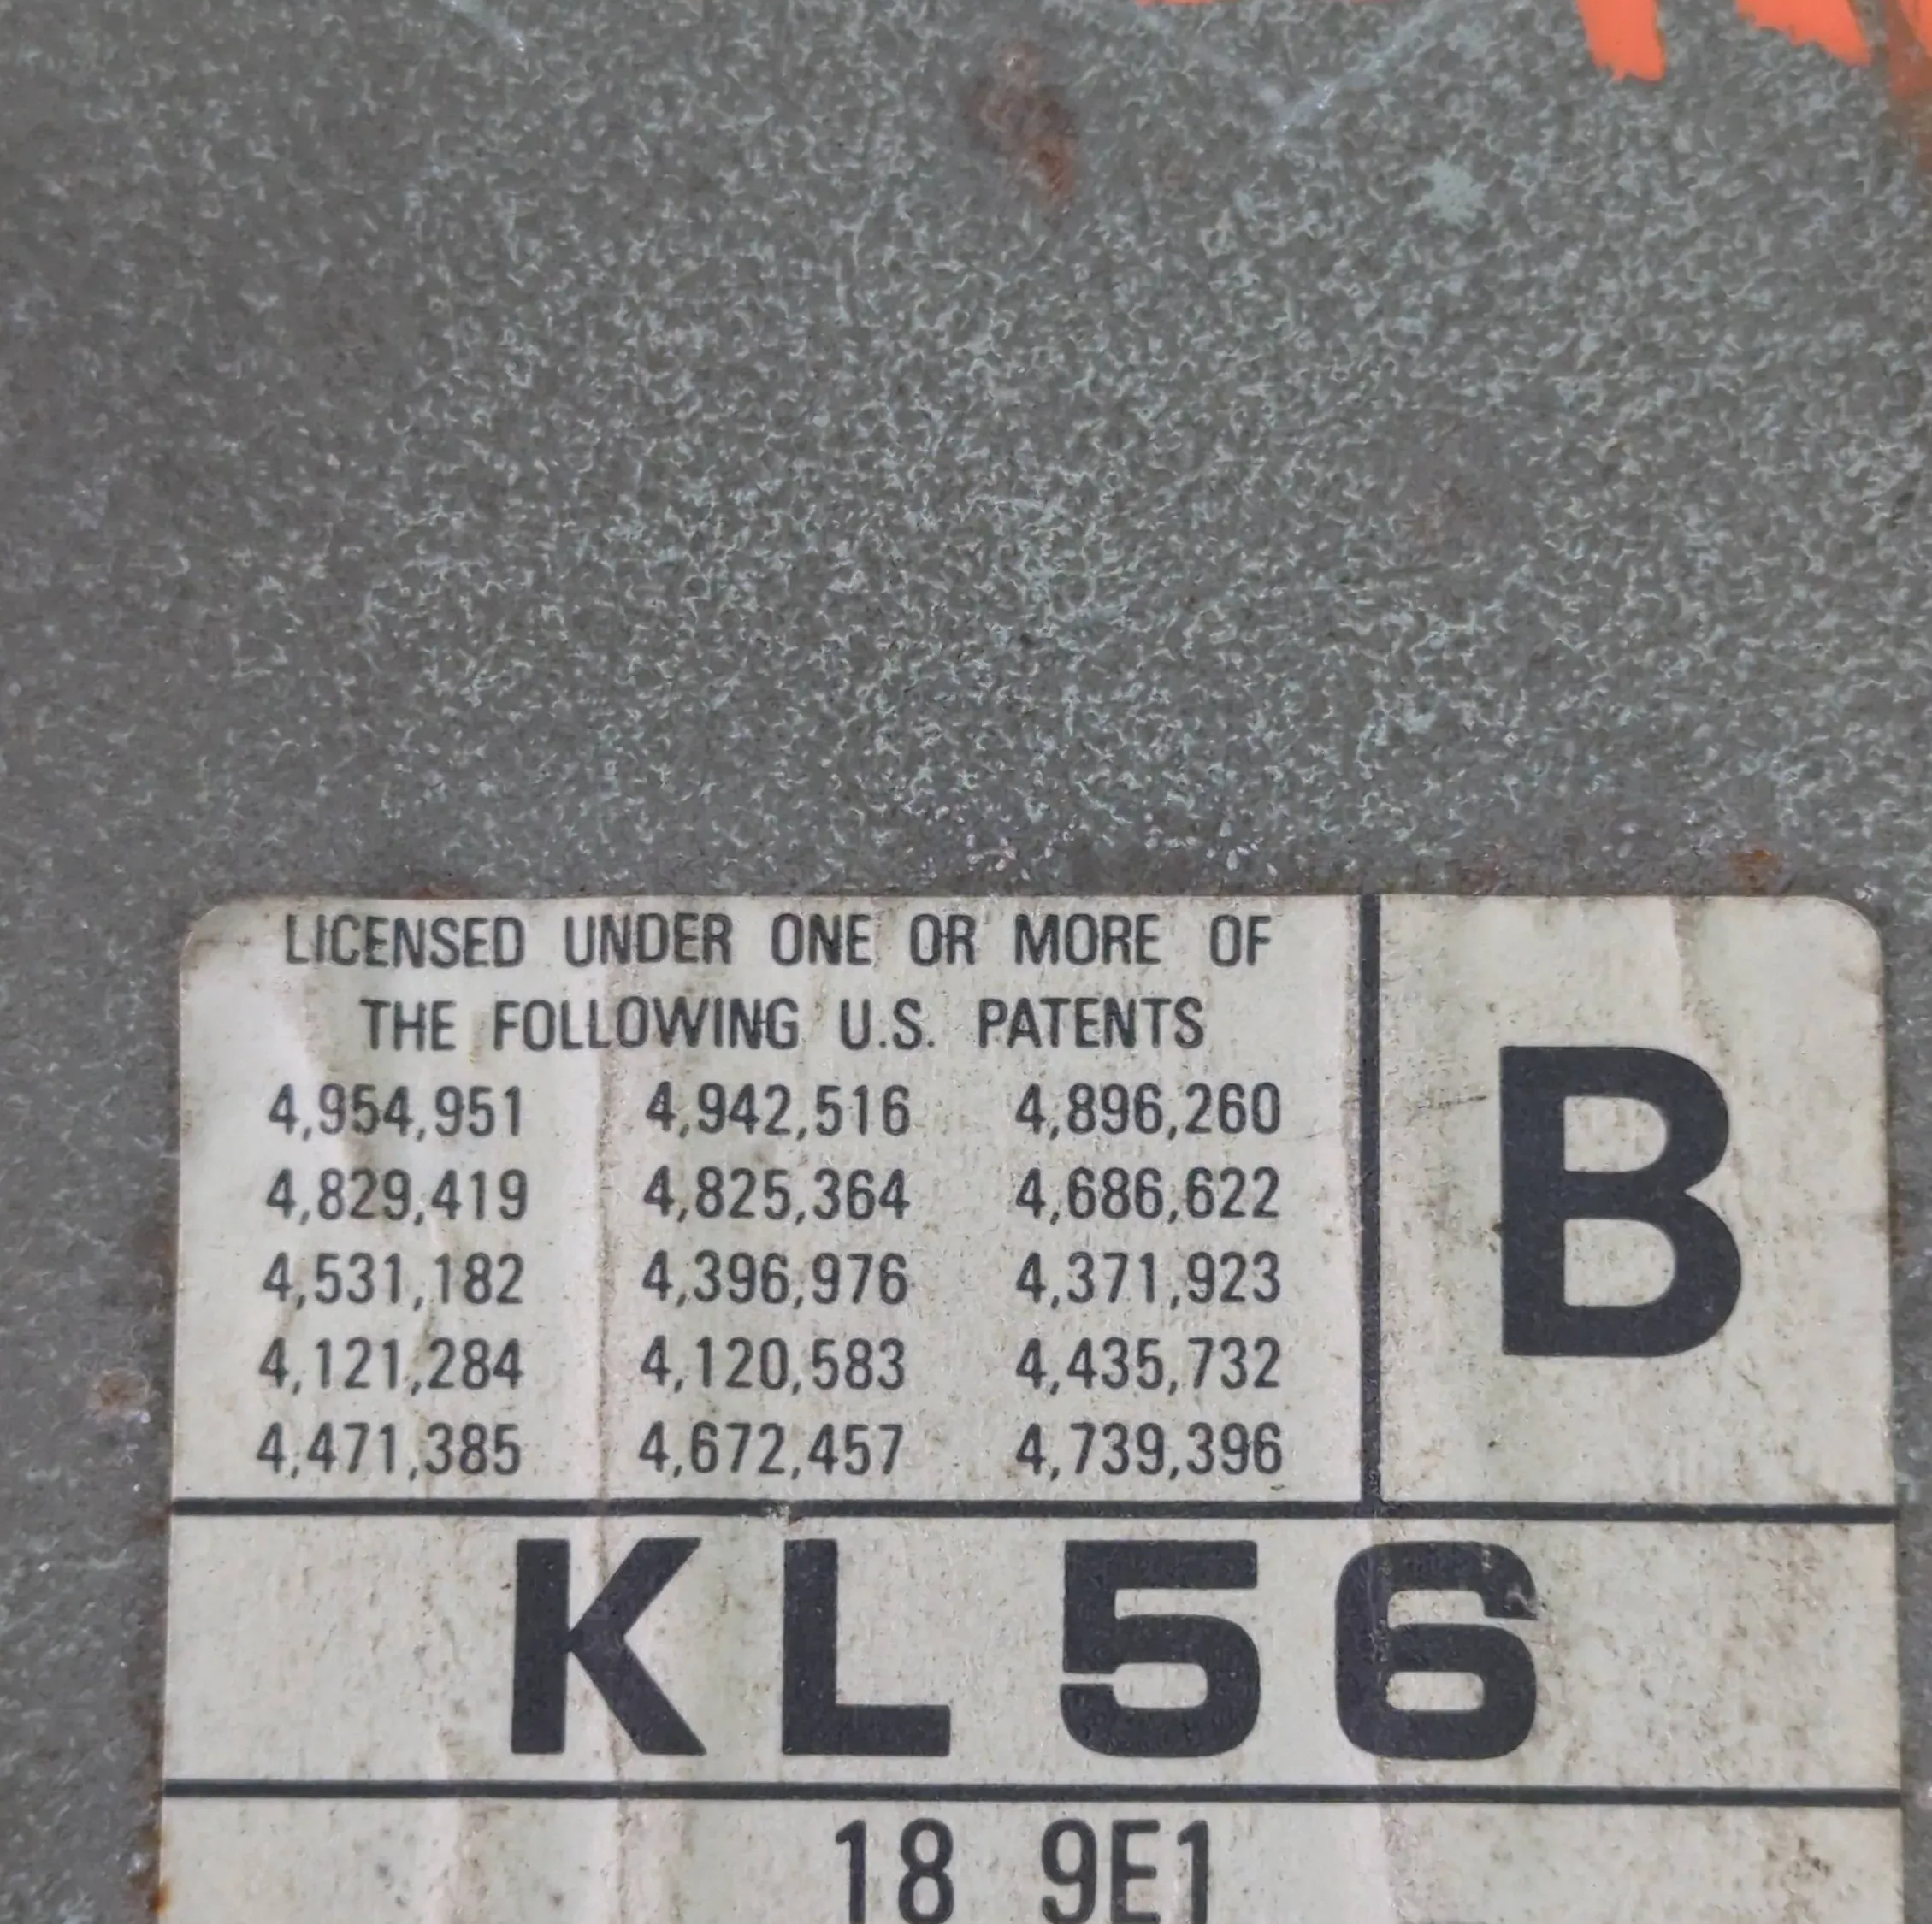 LICENSED UNDER ONE OR MORE OF
THE FOLLOWING U.S. PATENTS
4,954,951 4,942,516 4,896,260
4,829,419 4,825,364 4,686,622
4,531,182 4,396,976 4,371,923
4,121,284 4,120,583 4,435,732
4,471,385 4,672,457 4,739,396
B
KL56
18 9E1